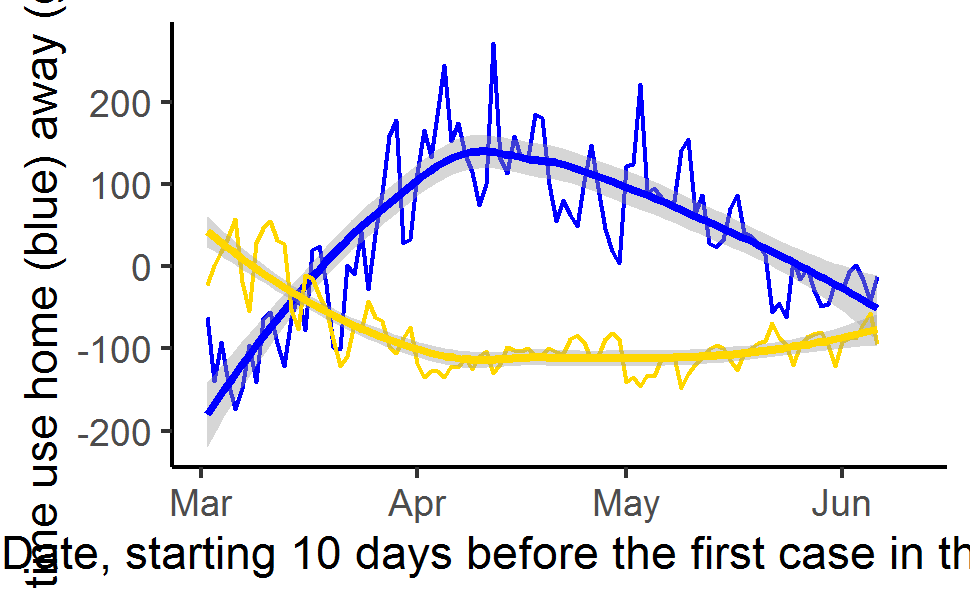 time use home (blue) away (
200
100
0
-100
-200
Mar Apr May Jun
Date, starting 10 days before the first case in